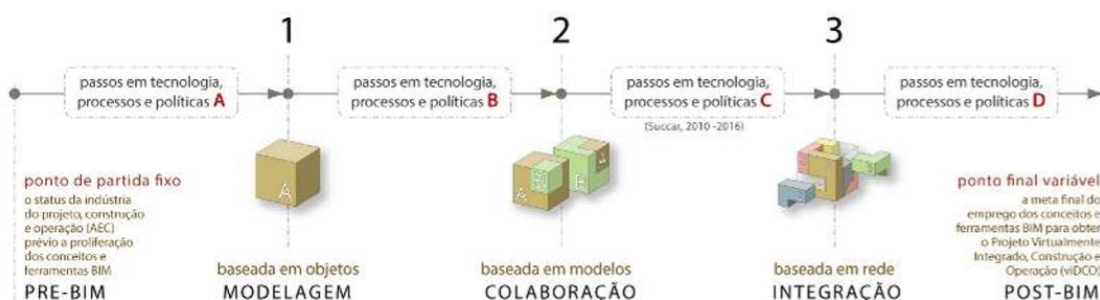 1
2
3
passos em tecnologia,
processos e políticas A
passos em tecnologia,
processos e políticas B
passos em tecnologia,
processos e políticas C
(Succar, 2010 -2016)
passos em tecnologia,
processos e políticas D
ponto de partida fixo
o status da indústria
do projeto, construção
e operação (AEC)
prévio a proliferação
dos conceitos e
ferramentas BIM
PRE-BIM
A
baseada em objetos
MODELAGEM
A
B
A
baseada em modelos
COLABORAÇÃO
baseada em rede
INTEGRAÇÃO
ponto final variável
a meta final do
emprego dos conceitos e
ferramentas BIM para obter
o Projeto Virtualmente
Integrado, Construção e
Operação (viDCO)
POST-BIM